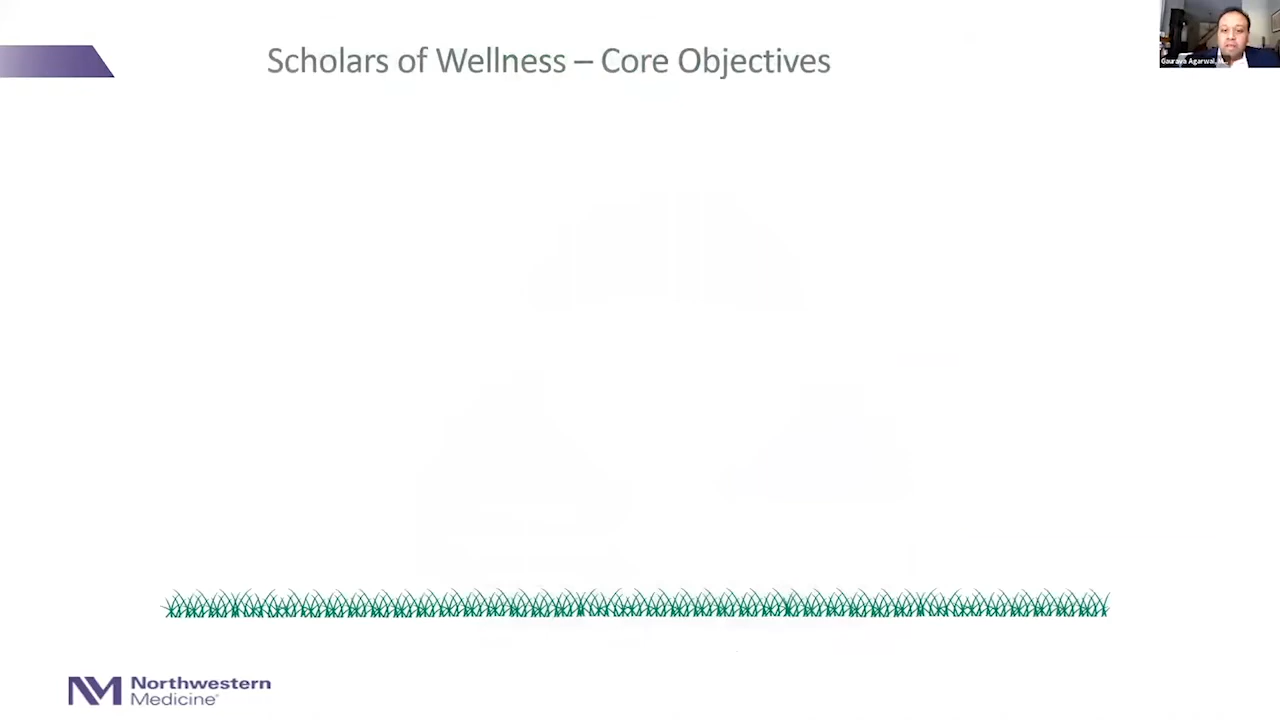 Scholars of Wellness – Core Objectives
Gaurava Agarwal, M...
Northwestern
Medicine®